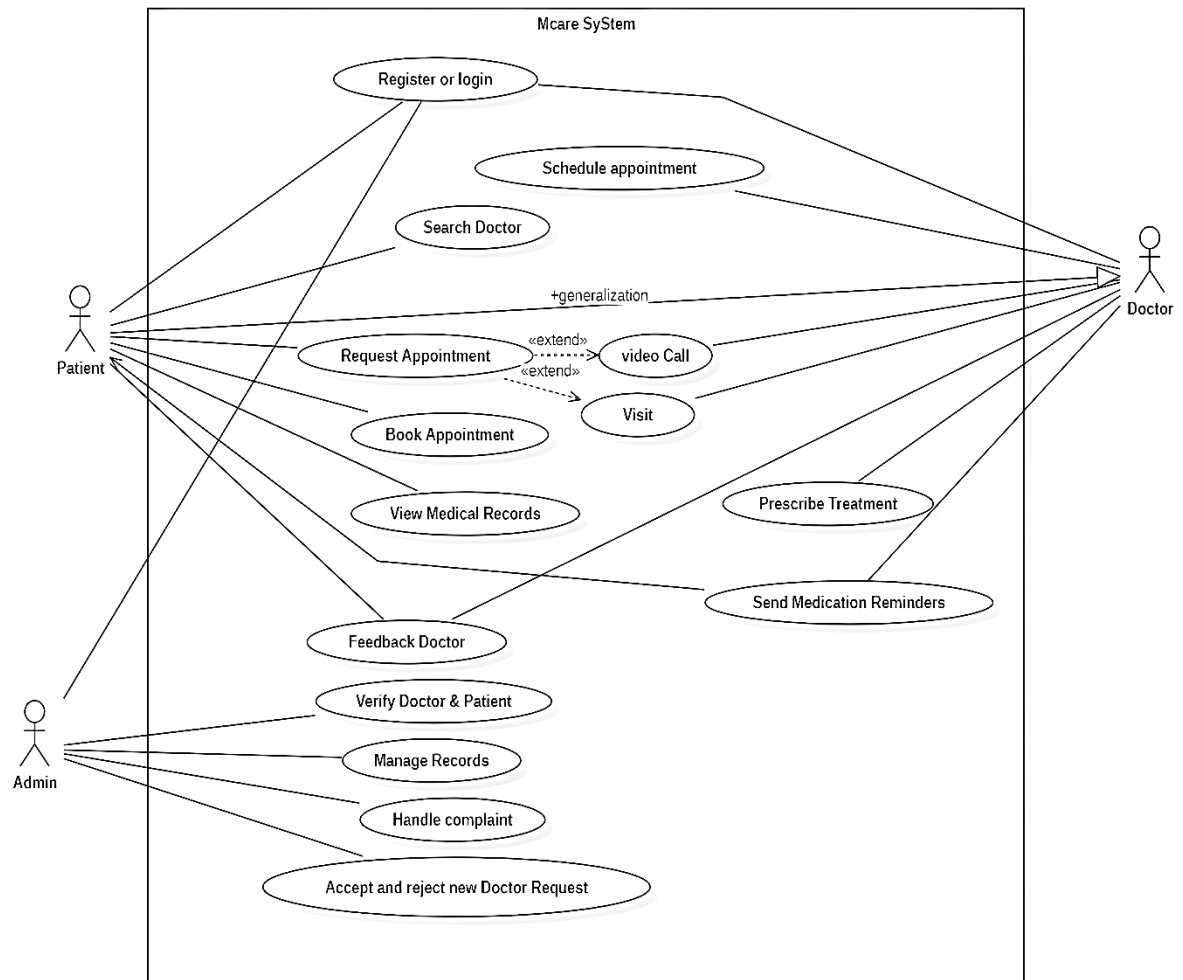 Mcare SyStem
Register or login
Schedule appointment
Search Doctor
+generalization
Patient
Doctor
Request Appointment
«extend»
video Call
«extend»
Visit
Book Appointment
View Medical Records
Prescribe Treatment
Send Medication Reminders
Feedback Doctor
Verify Doctor & Patient
Admin
Manage Records
Handle complaint
Accept and reject new Doctor Request